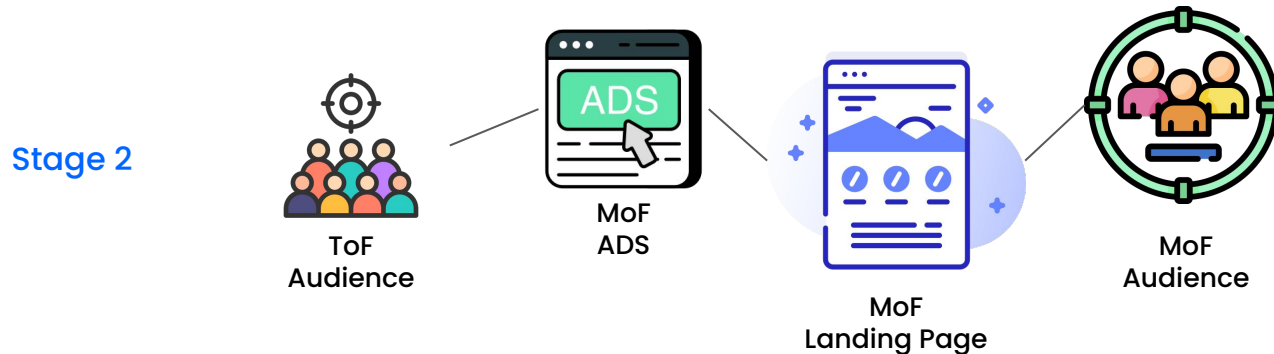 Stage 2
ToF
Audience
ADS
MoF
ADS
MoF
Landing Page
MoF
Audience